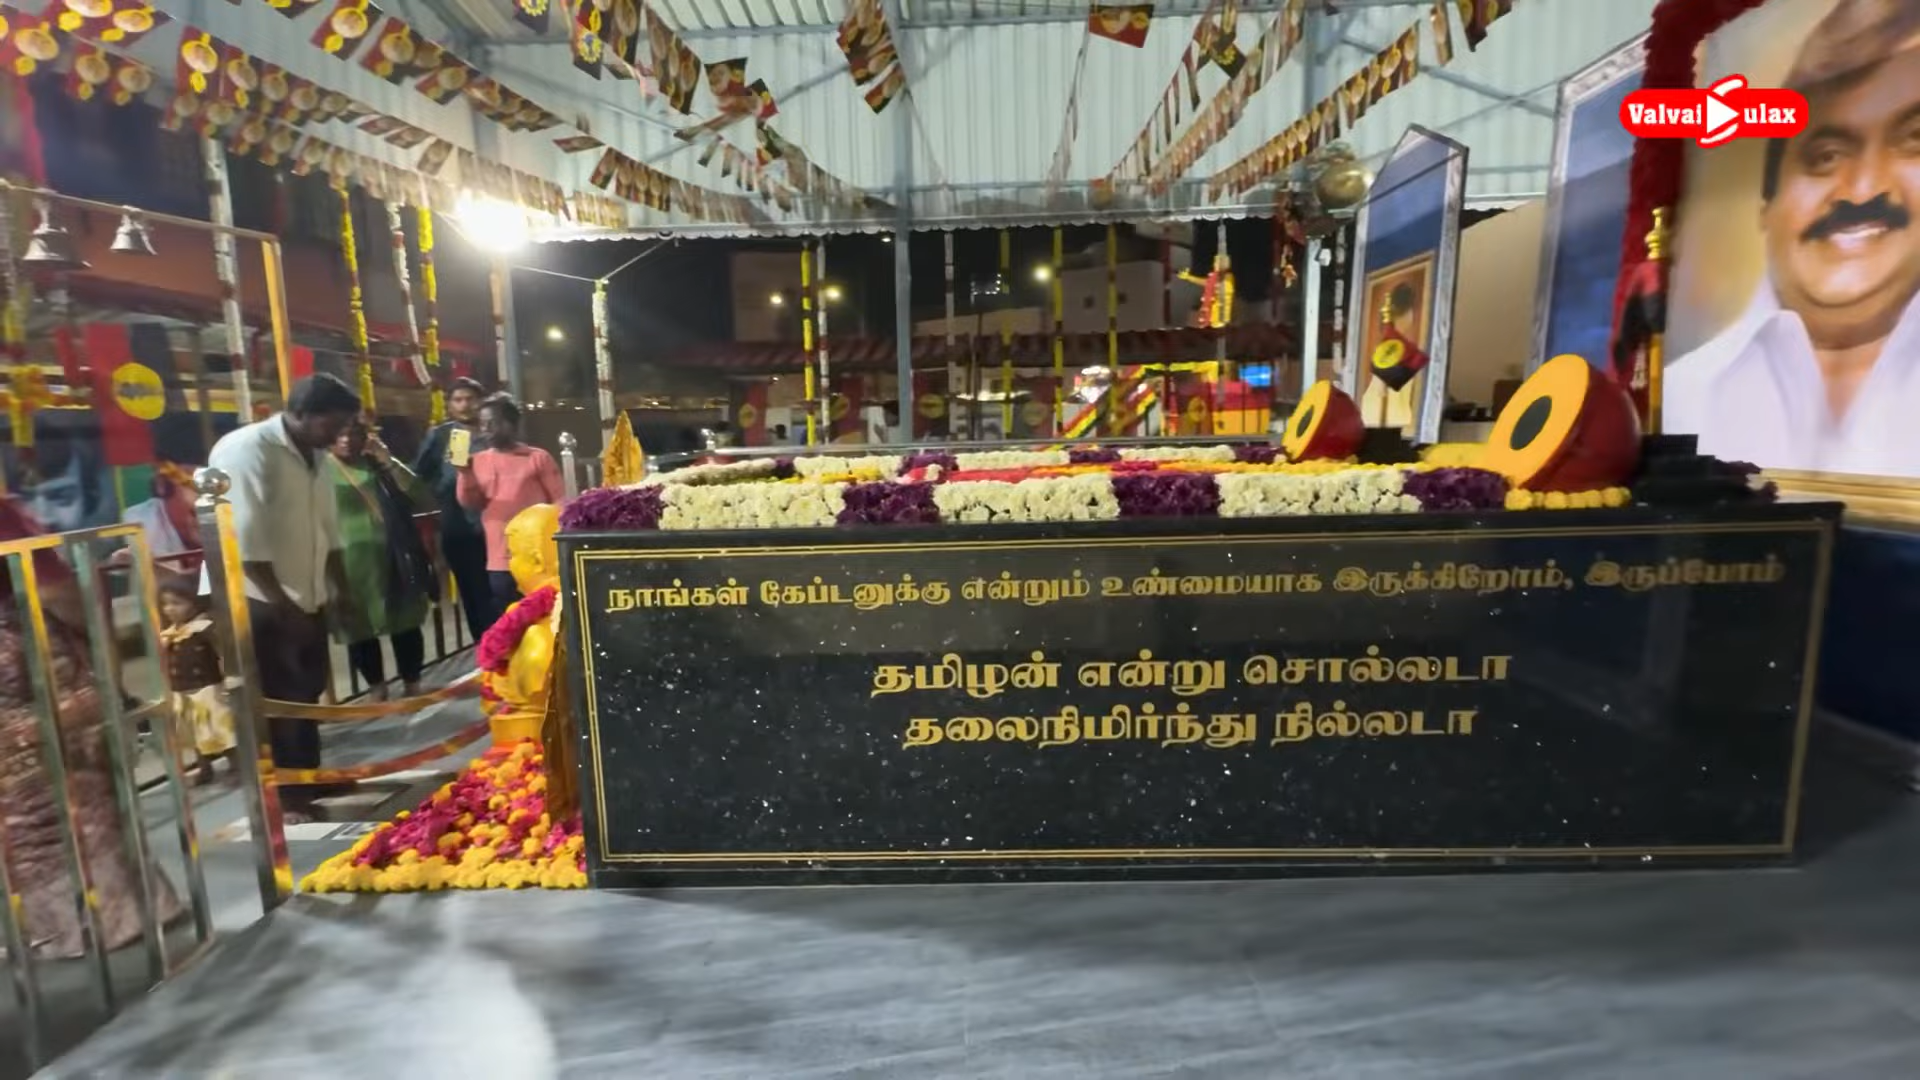 Valvai ulax
நாங்கள் கேப்டனுக்கு என்றும் உண்மையாக இருக்கிறோம், இருப்போம்
தமிழன் என்று சொல்லடா
தலைநிமிர்ந்து நில்லடா